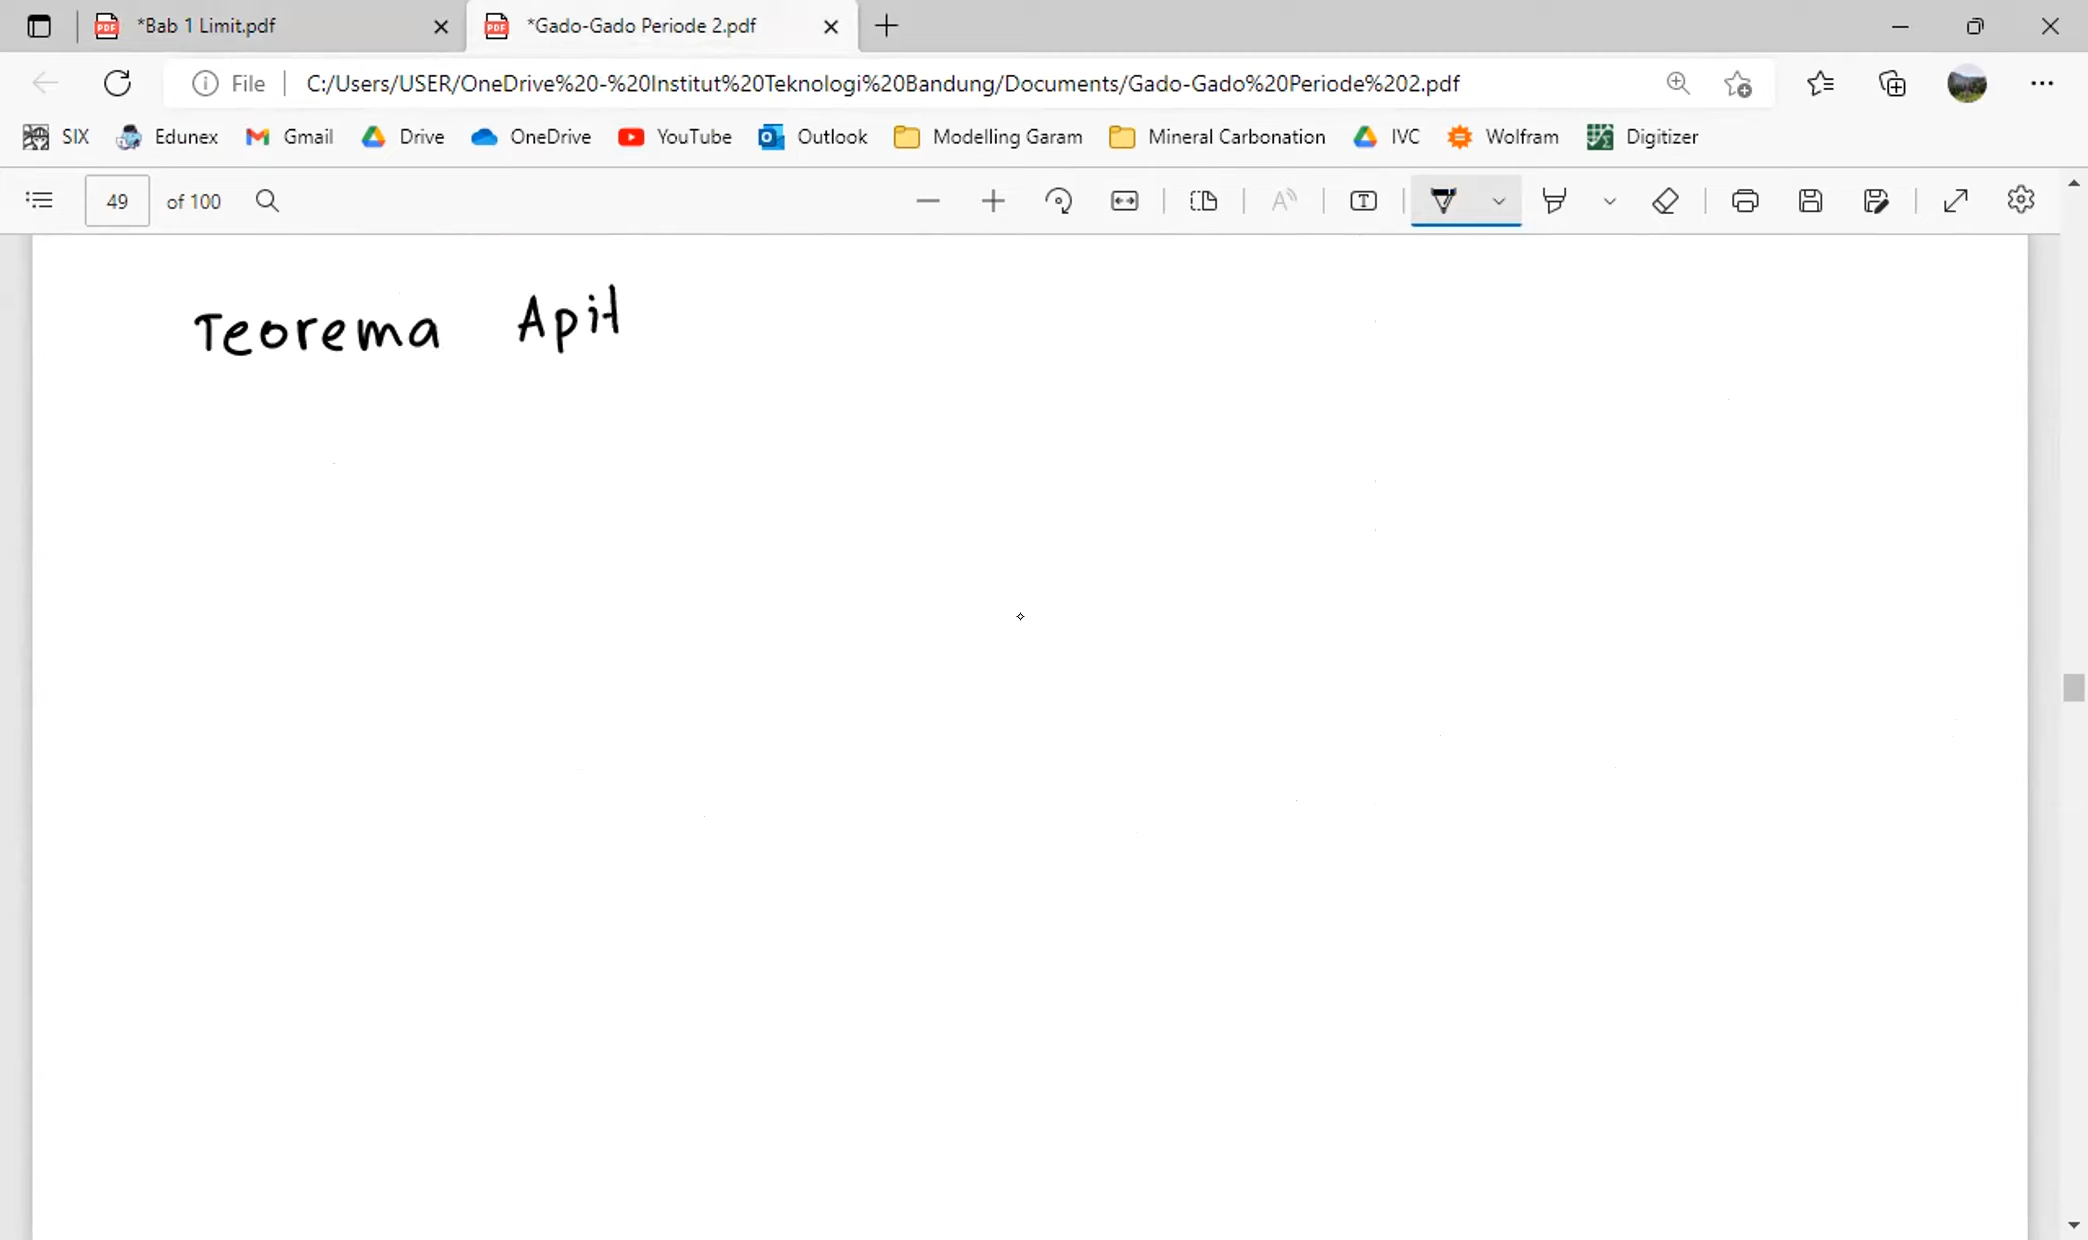 *Bab 1 Limit.pdf
*Gado-Gado Periode 2.pdf
File
C:/Users/USER/OneDrive%20-%20Institut%20Teknologi%20Bandung/Documents/Gado-Gado%20Periode%202.pdf
SIX Edunex Gmail Drive OneDrive YouTube Outlook Modelling Garam Mineral Carbonation IVC Wolfram Digitizer
49 of 100
Teorema Apit